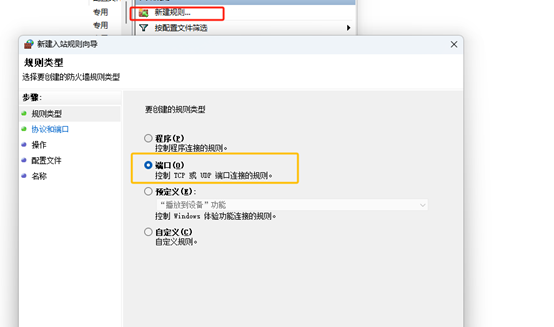 专用
新建规则...
专用
按配置文件筛选
专用
新建入站规则向导
规则类型
选择要创建的防火墙规则类型
步骤:
规则类型
协议和端口
操作
配置文件
名称
要创建的规则类型
程序(P)
控制程序连接的规则。
端口(O)
控制 TCP 或 UDP 端口连接的规则。
预定义(E):
“播放到设备”功能
控制 Windows 体验功能连接的规则。
自定义(C)
自定义规则。